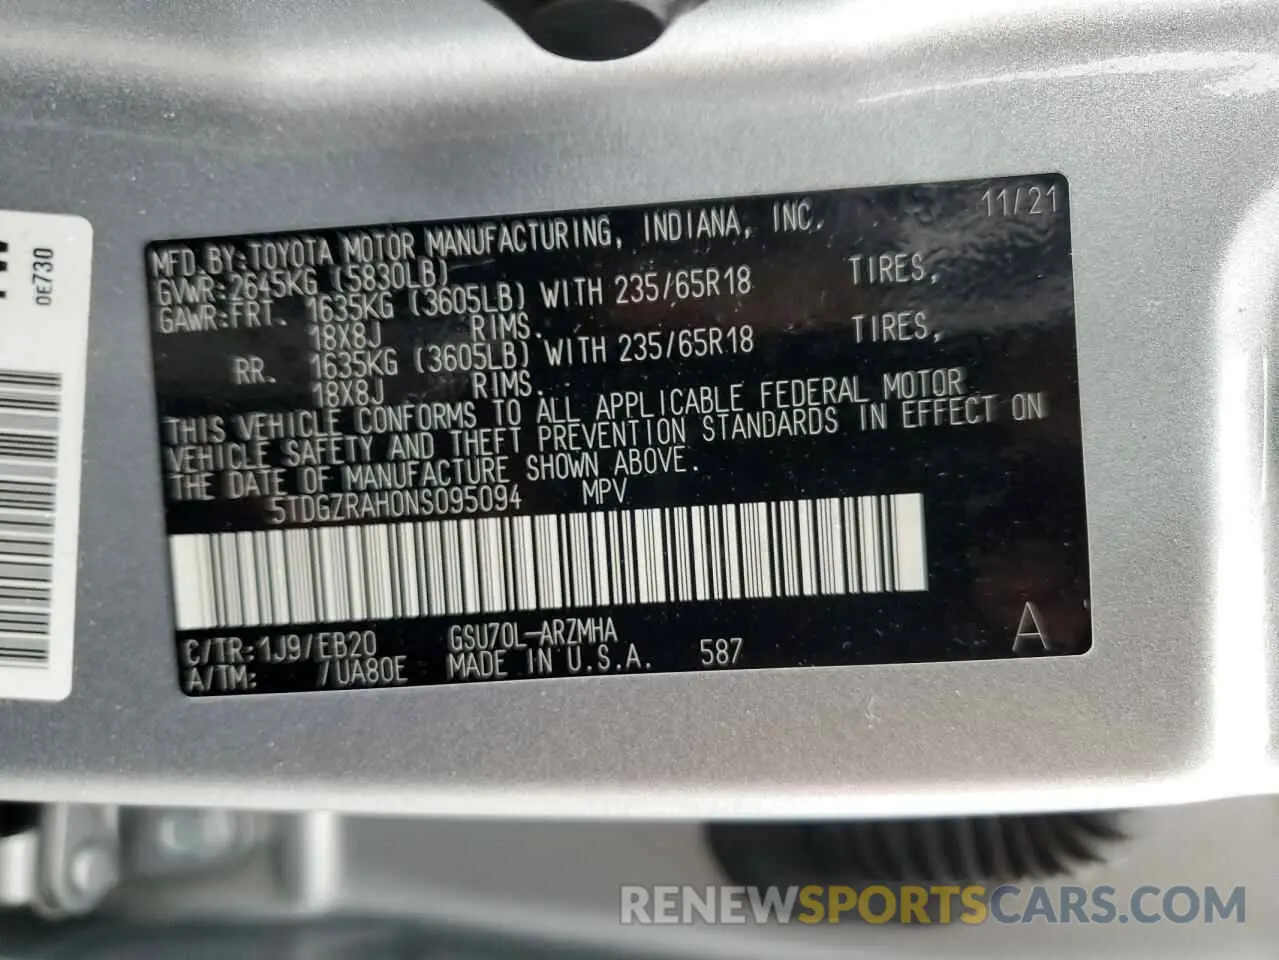 11/21
MFD.BY:TOYOTA MOTOR MANUFACTURING, INDIANA, INC.
GVWR:2645KG (5830LB)
GAWR:FRT. 1635KG (3605LB) WITH 235/65R18 TIRES,
18X8J RIMS.
RR. 1635KG (3605LB) WITH 235/65R18 TIRES,
18X8J RIMS.
THIS VEHICLE CONFORMS TO ALL APPLICABLE FEDERAL MOTOR
VEHICLE SAFETY AND THEFT PREVENTION STANDARDS IN EFFECT ON
THE DATE OF MANUFACTURE SHOWN ABOVE.
5TDGZRAH0NS095094 MPV
C/TR:1J9/EB20 GSU70L-ARZMHA
A/TM: /UA80E MADE IN U.S.A. 587
A
0E730
RENEWSPORTSCARS.COM